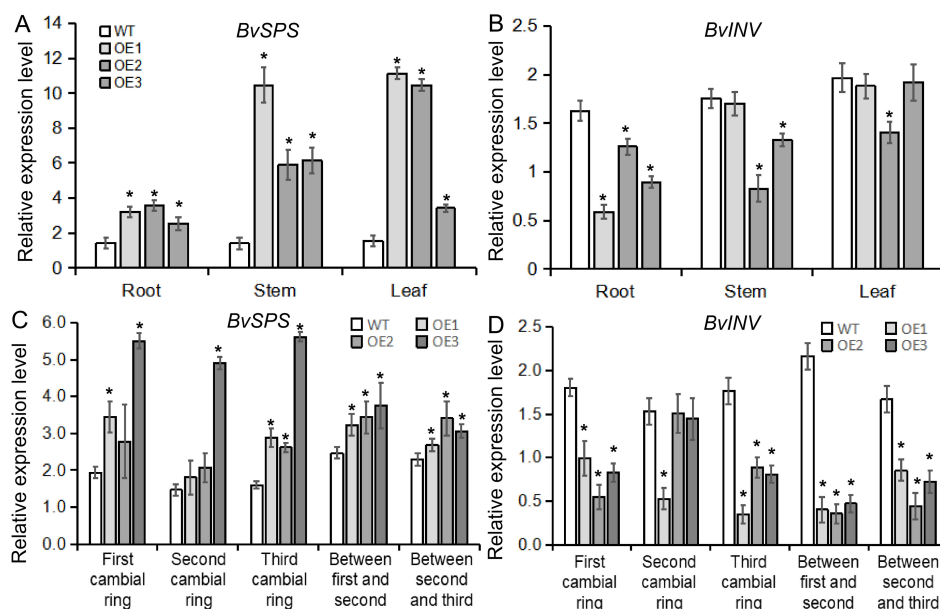 A
BvSPS
Relative expression level
14
12
10
8
6
4
2
0
WT
OE1
OE2
OE3
* * * * * * * * *
Root Stem Leaf
B
BvINV
Relative expression level
2.5
2
1.5
1
0.5
0
* * * * * *
Root Stem Leaf
C
BvSPS
Relative expression level
6.0
5.0
4.0
3.0
2.0
1.0
0.0
WT OE1
OE2 OE3
* * * * * * * * * * * *
First Second Third Between Between
cambial cambial cambial first and second
ring ring ring second and third
D
BvINV
Relative expression level
2.5
2.0
1.5
1.0
0.5
0.0
WT OE1
OE2 OE3
* * * * * * * * * * * * *
First Second Third Between Between
cambial cambial cambial first and second
ring ring ring second and third